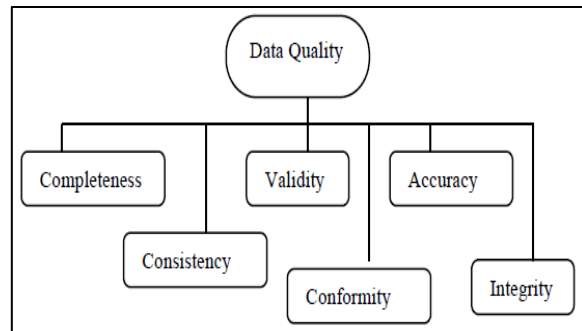 Data Quality
Completeness
Validity
Accuracy
Consistency
Conformity
Integrity